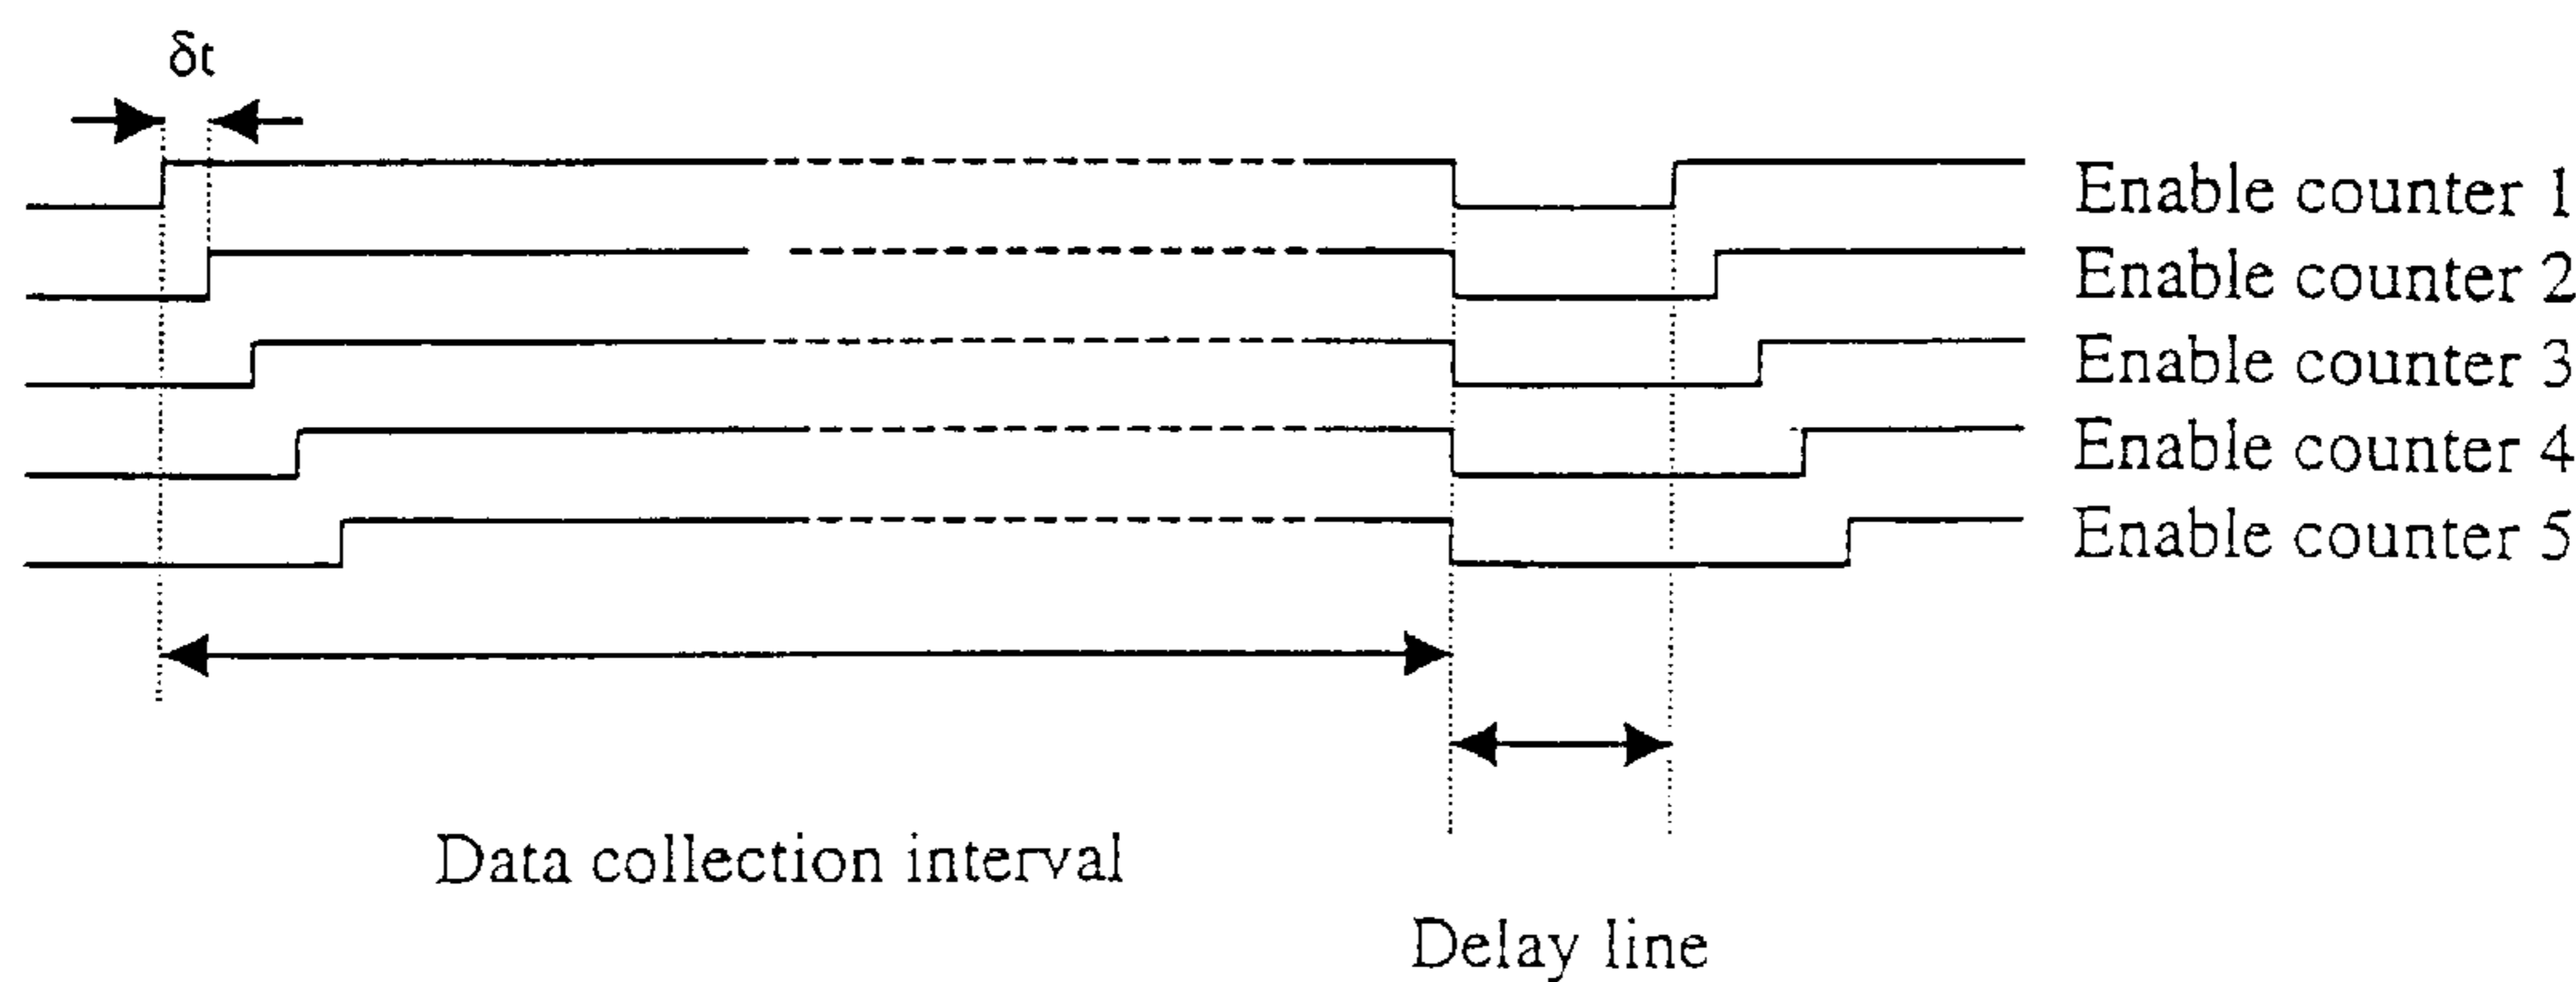 δt
Enable counter 1
Enable counter 2
Enable counter 3
Enable counter 4
Enable counter 5
Data collection interval
Delay line